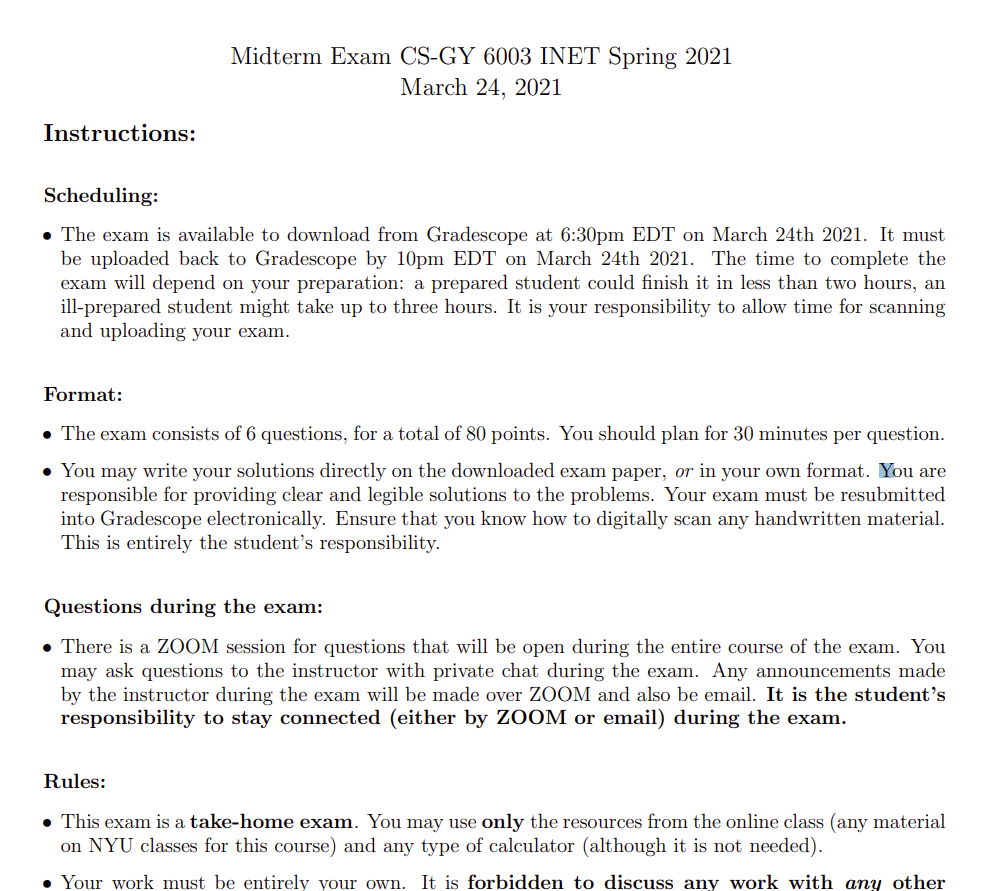 Midterm Exam CS-GY 6003 INET Spring 2021
March 24, 2021
Instructions:
Scheduling:
• The exam is available to download from Gradescope at 6:30pm EDT on March 24th 2021. It must
be uploaded back to Gradescope by 10pm EDT on March 24th 2021. The time to complete the
exam will depend on your preparation: a prepared student could finish it in less than two hours, an
ill-prepared student might take up to three hours. It is your responsibility to allow time for scanning
and uploading your exam.
Format:
• The exam consists of 6 questions, for a total of 80 points. You should plan for 30 minutes per question.
• You may write your solutions directly on the downloaded exam paper, or in your own format. You are
responsible for providing clear and legible solutions to the problems. Your exam must be resubmitted
into Gradescope electronically. Ensure that you know how to digitally scan any handwritten material.
This is entirely the student's responsibility.
Questions during the exam:
• There is a ZOOM session for questions that will be open during the entire course of the exam. You
may ask questions to the instructor with private chat during the exam. Any announcements made
by the instructor during the exam will be made over ZOOM and also be email. It is the student's
responsibility to stay connected (either by ZOOM or email) during the exam.
Rules:
• This exam is a take-home exam. You may use only the resources from the online class (any material
on NYU classes for this course) and any type of calculator (although it is not needed).
• Your work must be entirely your own. It is forbidden to discuss any work with any other